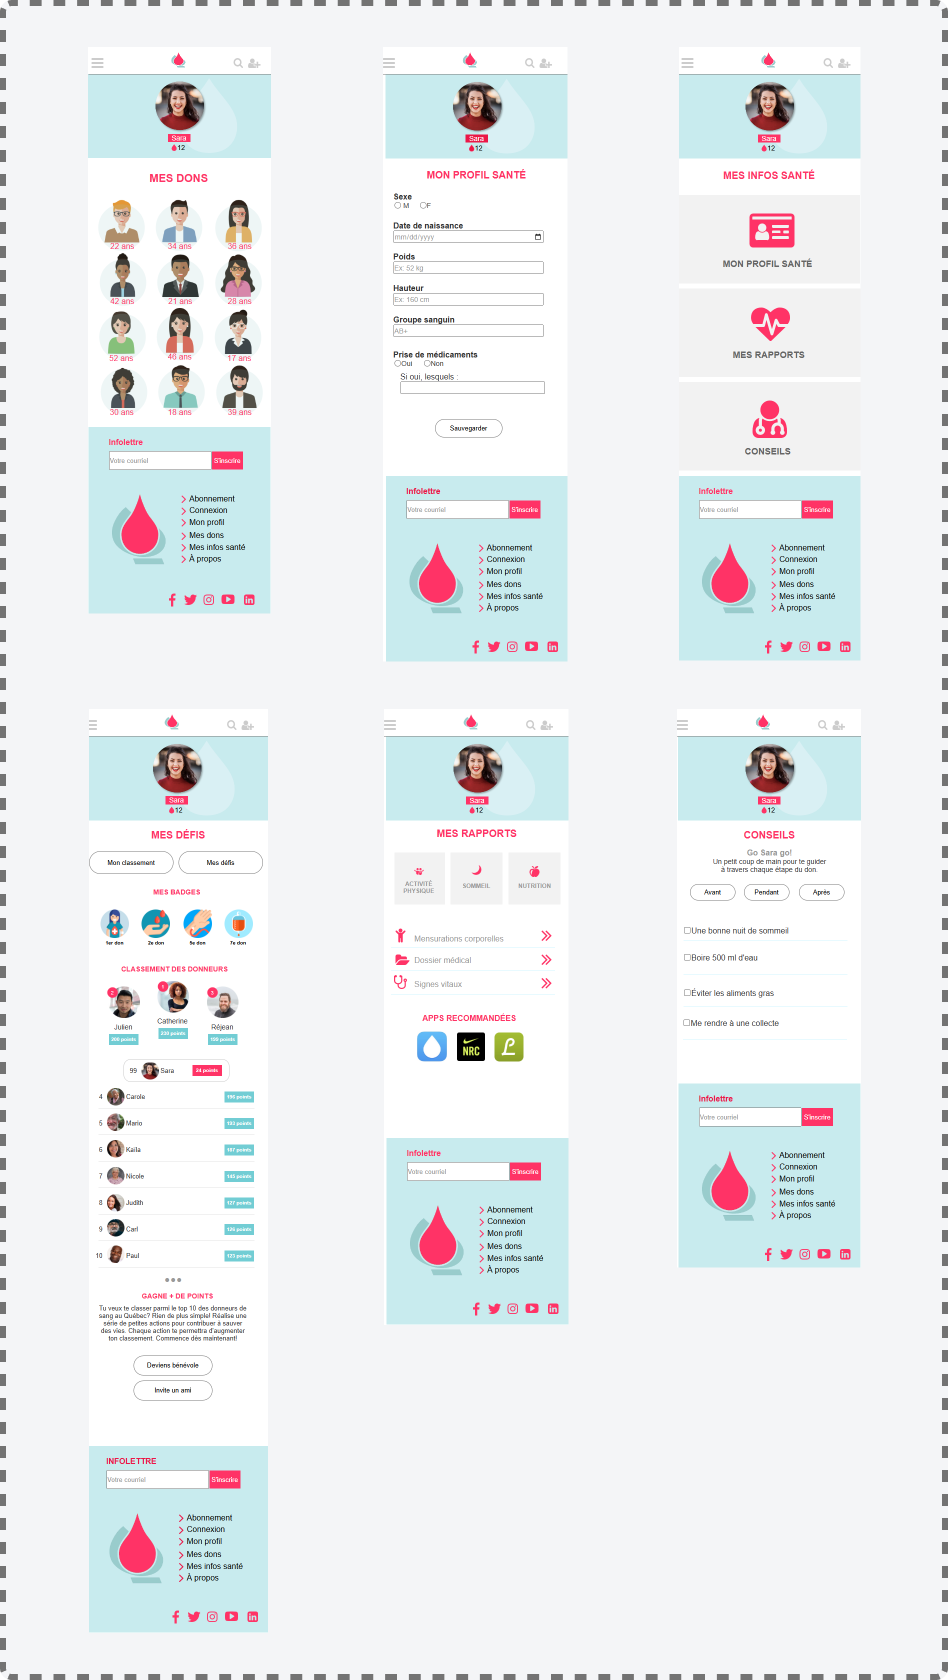 Sara
12
MES DONS
22 ans
34 ans
36 ans
42 ans
21 ans
28 ans
52 ans
46 ans
17 ans
30 ans
18 ans
39 ans
Infolettre
Votre courriel
S'inscrire
Abonnement
Connexion
Mon profil
Mes dons
Mes infos santé
À propos
Sara
12
MON PROFIL SANTÉ
Sexe
M F
Date de naissance
mm/dd/yyyy
Poids
Ex: 52 kg
Hauteur
Ex: 160 cm
Groupe sanguin
AB+
Prise de médicaments
Oui Non
Si oui, lesquels :
Sauvegarder
Infolettre
Votre courriel
S'inscrire
Abonnement
Connexion
Mon profil
Mes dons
Mes infos santé
À propos
Sara
12
MES INFOS SANTÉ
MON PROFIL SANTÉ
MES RAPPORTS
CONSEILS
Infolettre
Votre courriel
S'inscrire
Abonnement
Connexion
Mon profil
Mes dons
Mes infos santé
À propos
Sara
12
MES DÉFIS
Mon classement
Mes défis
MES BADGES
1er don
2e don
5e don
7e don
CLASSEMENT DES DONNEURS
2
1
3
Julien
Catherine
Réjean
200 points
230 points
99 Sara 24 points
4 Carole
5 Mario
6 Kaila
7 Nicole
8 Judith 127 points
9 Carl 126 points
10 Paul 123 points
GAGNE + DE POINTS
Tu veux te classer parmi le top 10 des donneurs de
sang au Québec? Rien de plus simple! Réalise une
série de petites actions pour contribuer à sauver
des vies. Chaque action te permettra d'augmenter
ton classement. Commence dès maintenant!
Deviens bénévole
Invite un ami
INFOLETTRE
Votre courriel
S'inscrire
Abonnement
Connexion
Mon profil
Mes dons
Mes infos santé
À propos
Sara
12
MES RAPPORTS
ACTIVITÉ
PHYSIQUE
SOMMEIL
NUTRITION
Mensurations corporelles
Dossier médical
Signes vitaux
APPS RECOMMANDÉES
NRC
L
Infolettre
Votre courriel
S'inscrire
Abonnement
Connexion
Mon profil
Mes dons
Mes infos santé
À propos
Sara
12
CONSEILS
Go Sara go!
Un petit coup de main pour te guider
à travers chaque étape du don.
Avant
Pendant
Après
Une bonne nuit de sommeil
Boire 500 ml d'eau
Éviter les aliments gras
Me rendre à une collecte
Infolettre
Votre courriel
S'inscrire
Abonnement
Connexion
Mon profil
Mes dons
Mes infos santé
À propos